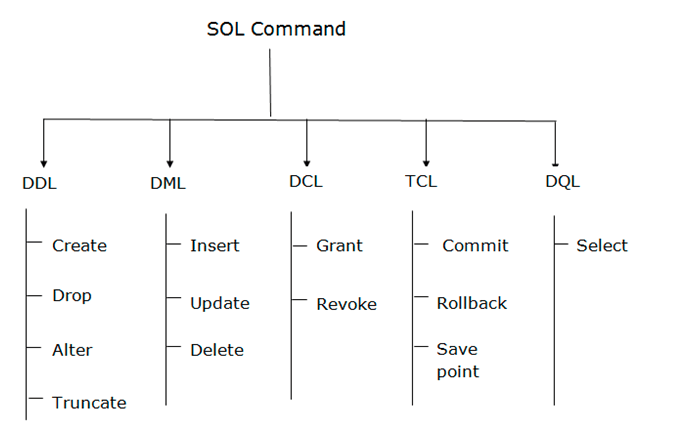 SOL Command
DDL
DML
DCL
TCL
DQL
Create
Drop
Alter
Truncate
Insert
Update
Delete
Grant
Revoke
Commit
Rollback
Save
point
Select